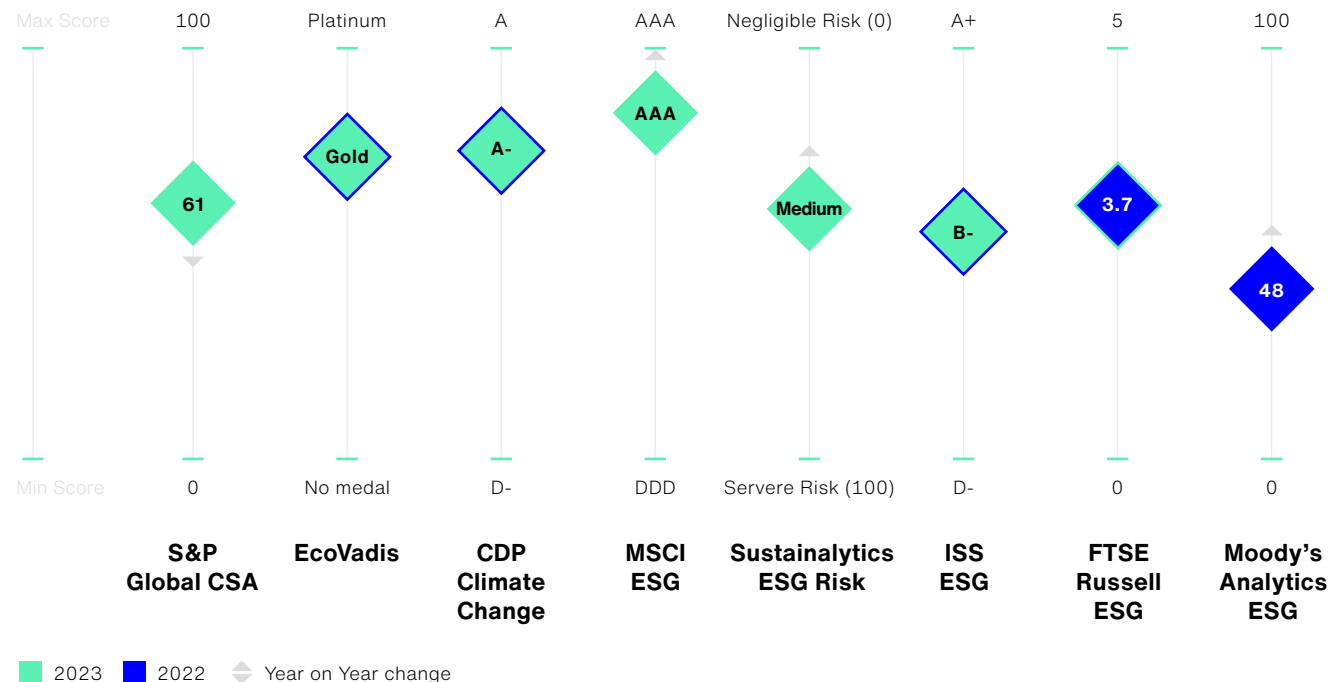 Max Score 100 Platinum A AAA Negligible Risk (0) A+ 5 100
AAA
A-
Gold
61 Medium 3.7
B-
48
Min Score 0 No medal D- DDD Servere Risk (100) D- 0 0
S&P
Global CSA
EcoVadis
CDP
Climate
Change
MSCI
ESG
Sustainalytics
ESG Risk
ISS
ESG
FTSE
Russell
ESG
Moody's
Analytics
ESG
2023 2022 Year on Year change